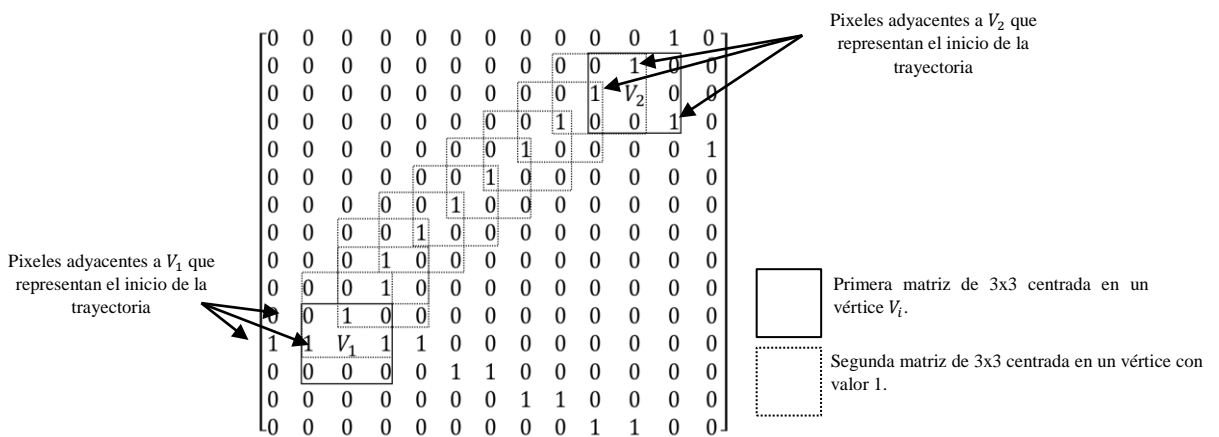 Pixeles adyacentes a V₂ que
representan el inicio de la
trayectoria
0 0 0 0 0 0 0 0 0 0 0 1 0
0 0 0 0 0 0 0 0 0 0 1 0 0
0 0 0 0 0 0 0 0 0 1 V₂ 0 0
0 0 0 0 0 0 0 0 1 0 0 1 0
0 0 0 0 0 0 0 1 0 0 0 0 1
0 0 0 0 0 0 1 0 0 0 0 0 0
0 0 0 0 0 1 0 0 0 0 0 0 0
0 0 0 0 1 0 0 0 0 0 0 0 0
0 0 0 1 0 0 0 0 0 0 0 0 0
0 0 0 1 0 0 0 0 0 0 0 0 0
0 0 1 0 0 0 0 0 0 0 0 0 0
1 1 V₁ 1 1 0 0 0 0 0 0 0 0
0 0 0 0 1 1 0 0 0 0 0 0 0
0 0 0 0 0 0 0 1 1 0 0 0 0
0 0 0 0 0 0 0 0 0 1 1 0 0
Pixeles adyacentes a V₁ que
representan el inicio de la
trayectoria
Primera matriz de 3x3 centrada en un
vértice Vᵢ.
Segunda matriz de 3x3 centrada en un vértice con
valor 1.